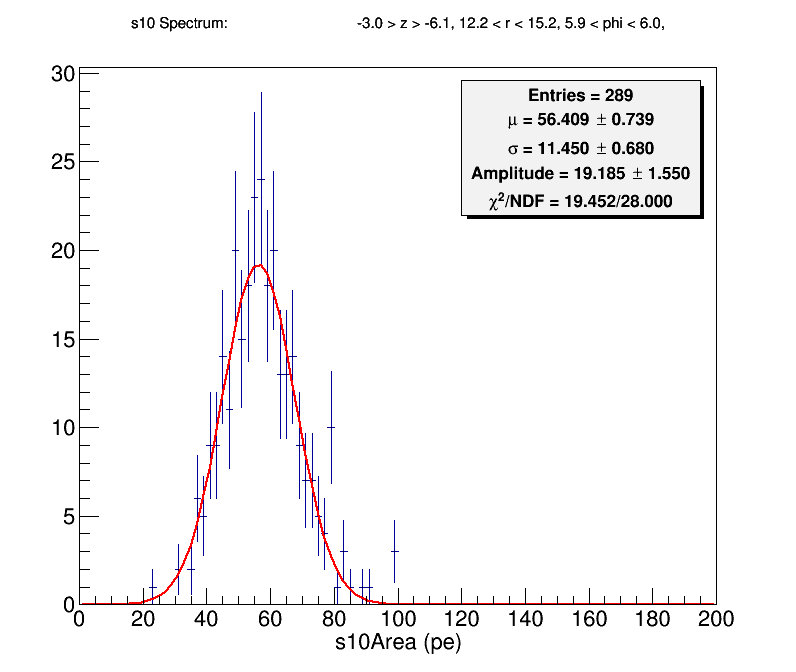 s10 Spectrum: -3.0 > z > -6.1, 12.2 < r < 15.2, 5.9 < phi < 6.0,
Entries = 289
μ = 56.409 ± 0.739
σ = 11.450 ± 0.680
Amplitude = 19.185 ± 1.550
χ²/NDF = 19.452/28.000
30
25
20
15
10
5
0
0 20 40 60 80 100 120 140 160 180 200
s10Area (pe)